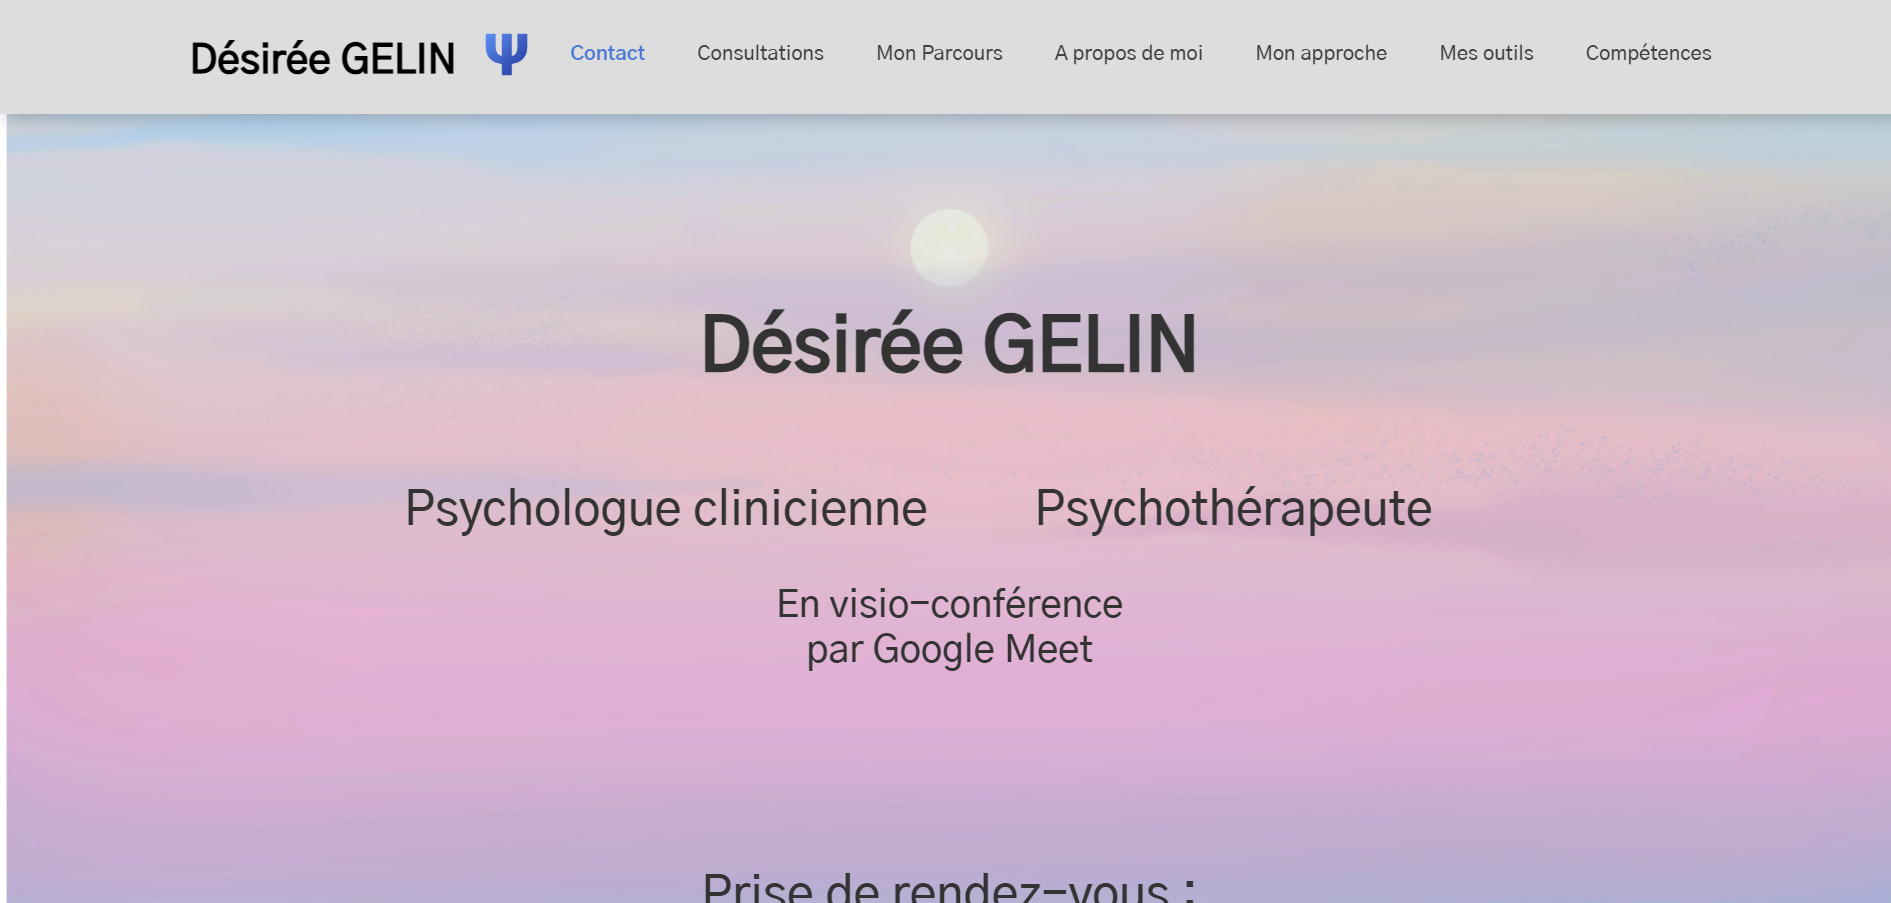 Désirée GELIN Ψ Contact Consultations Mon Parcours A propos de moi Mon approche Mes outils Compétences
Désirée GELIN
Psychologue clinicienne Psychothérapeute
En visio-conférence
par Google Meet
Prise de rendez-vous :